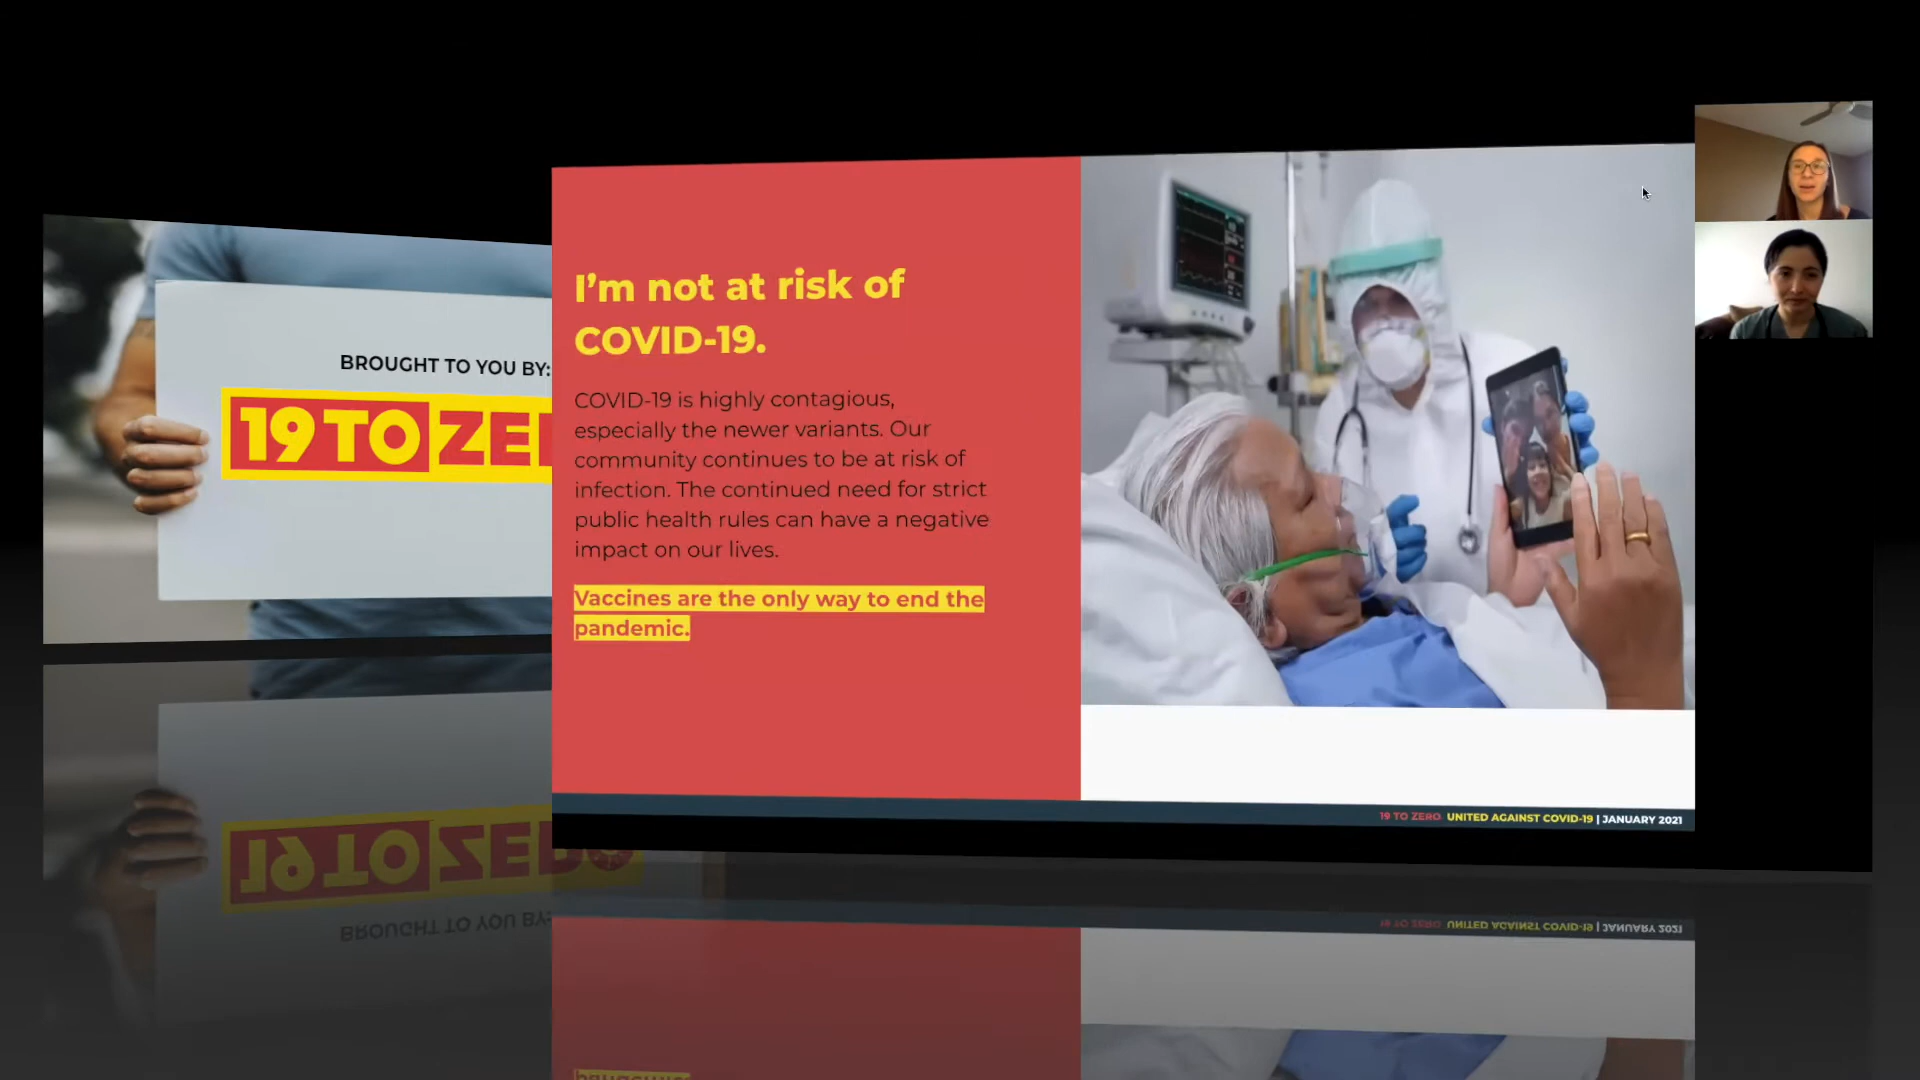 BROUGHT TO YOU BY:
19 TO ZE
I'm not at risk of
COVID-19.
COVID-19 is highly contagious,
especially the newer variants. Our
community continues to be at risk of
infection. The continued need for strict
public health rules can have a negative
impact on our lives.
Vaccines are the only way to end the
pandemic.
19 TO ZERO UNITED AGAINST COVID-19 | JANUARY 2021